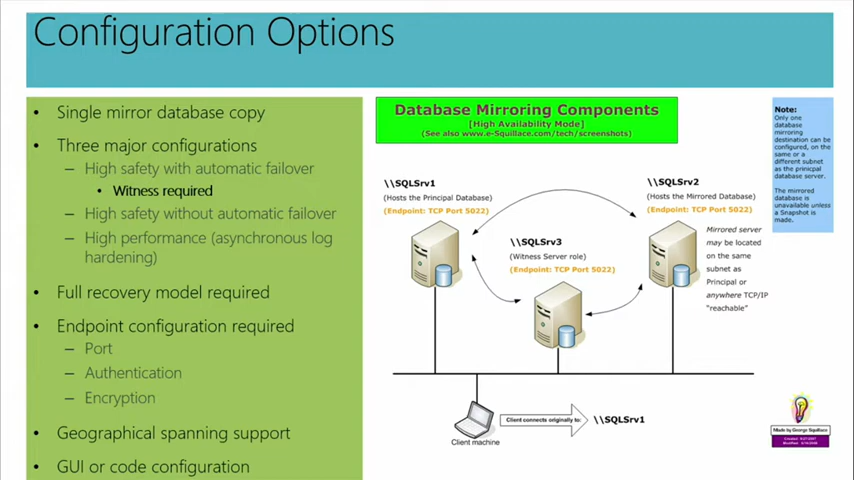 Configuration Options
• Single mirror database copy
• Three major configurations
– High safety with automatic failover
• Witness required
– High safety without automatic failover
– High performance (asynchronous log
hardening)
• Full recovery model required
• Endpoint configuration required
– Port
– Authentication
– Encryption
• Geographical spanning support
• GUI or code configuration
Database Mirroring Components
[High Availability Mode]
(See also www.e-Squillace.com/tech/screenshots)
Note:
Only one
database
mirroring
destination can be
configured, on the
same or a
different subnet
as the principal
database server.
The mirrored
database is
unavailable unless
a Snapshot is
made.
\\SQLSrv1
(Hosts the Principal Database)
(Endpoint: TCP Port 5022)
\\SQLSrv2
(Hosts the Mirrored Database)
(Endpoint: TCP Port 5022)
\\SQLSrv3
(Witness Server role)
(Endpoint: TCP Port 5022)
Mirrored server
may be located
on the same
subnet as
Principal or
anywhere TCP/IP
"reachable"
Client machine
Client connects originally to:
\\SQLSrv1
Made by George Squillace